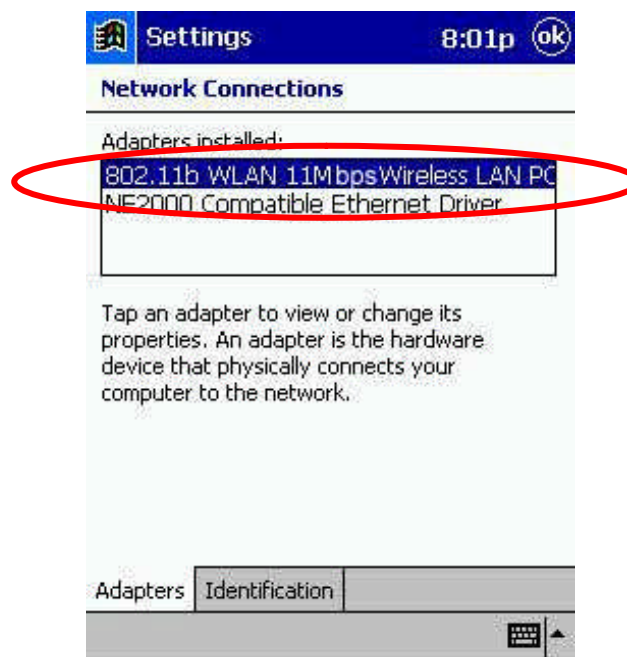 Settings 8:01p ok
Network Connections
Adapters installed:
802.11b WLAN 11MbpsWireless LAN PC
NE2000 Compatible Ethernet Driver
Tap an adapter to view or change its
properties. An adapter is the hardware
device that physically connects your
computer to the network.
Adapters Identification